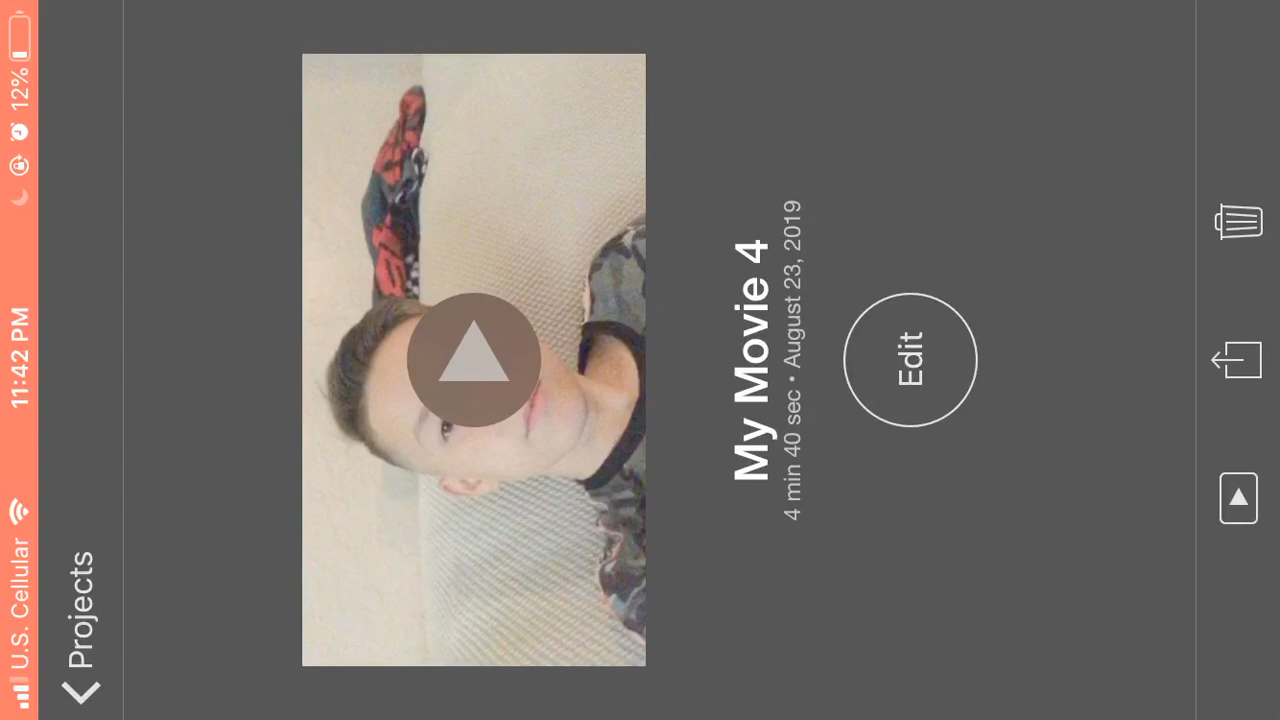 U.S. Cellular 11:42 PM 12%
Projects
My Movie 4
4 min 40 sec • August 23, 2019
Edit